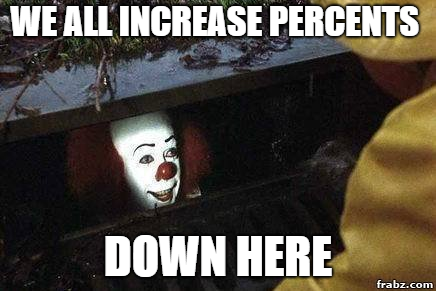 WE ALL INCREASE PERCENTS
DOWN HERE
frabz.com